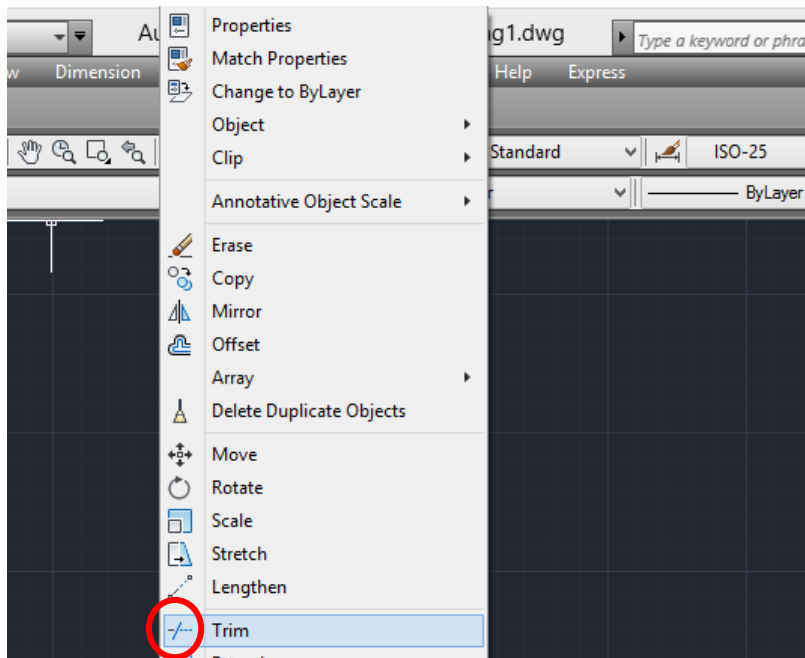 Au
g1.dwg
Type a keyword or phra
w Dimension
Help Express
Standard
ISO-25
r
ByLayer
Properties
Match Properties
Change to ByLayer
Object
Clip
Annotative Object Scale
Erase
Copy
Mirror
Offset
Array
Delete Duplicate Objects
Move
Rotate
Scale
Stretch
Lengthen
Trim